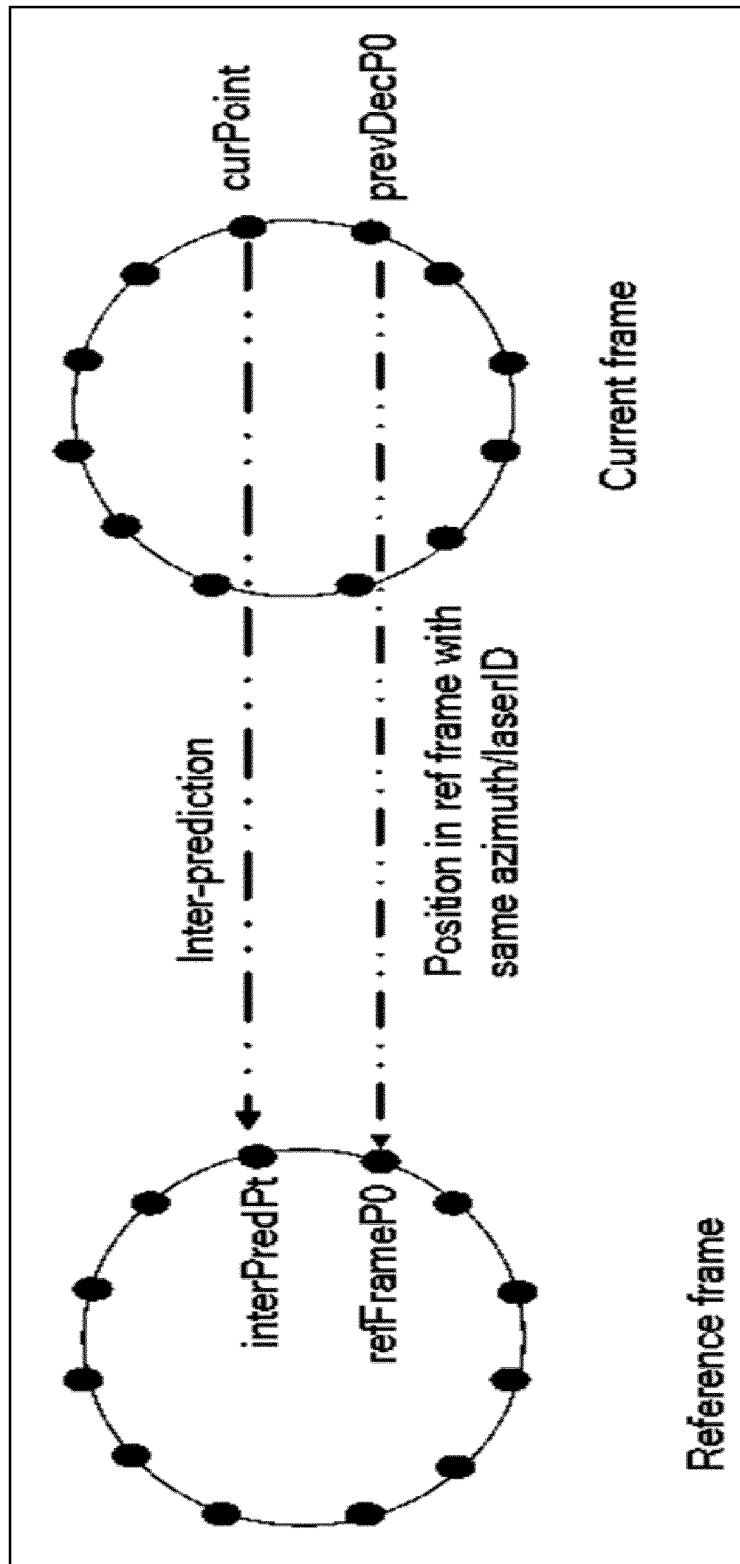 Inter-prediction
curPoint
interPredPt
prevDecP0
refFrameP0
Position in ref frame with
same azimuth/laserID
Reference frame
Current frame